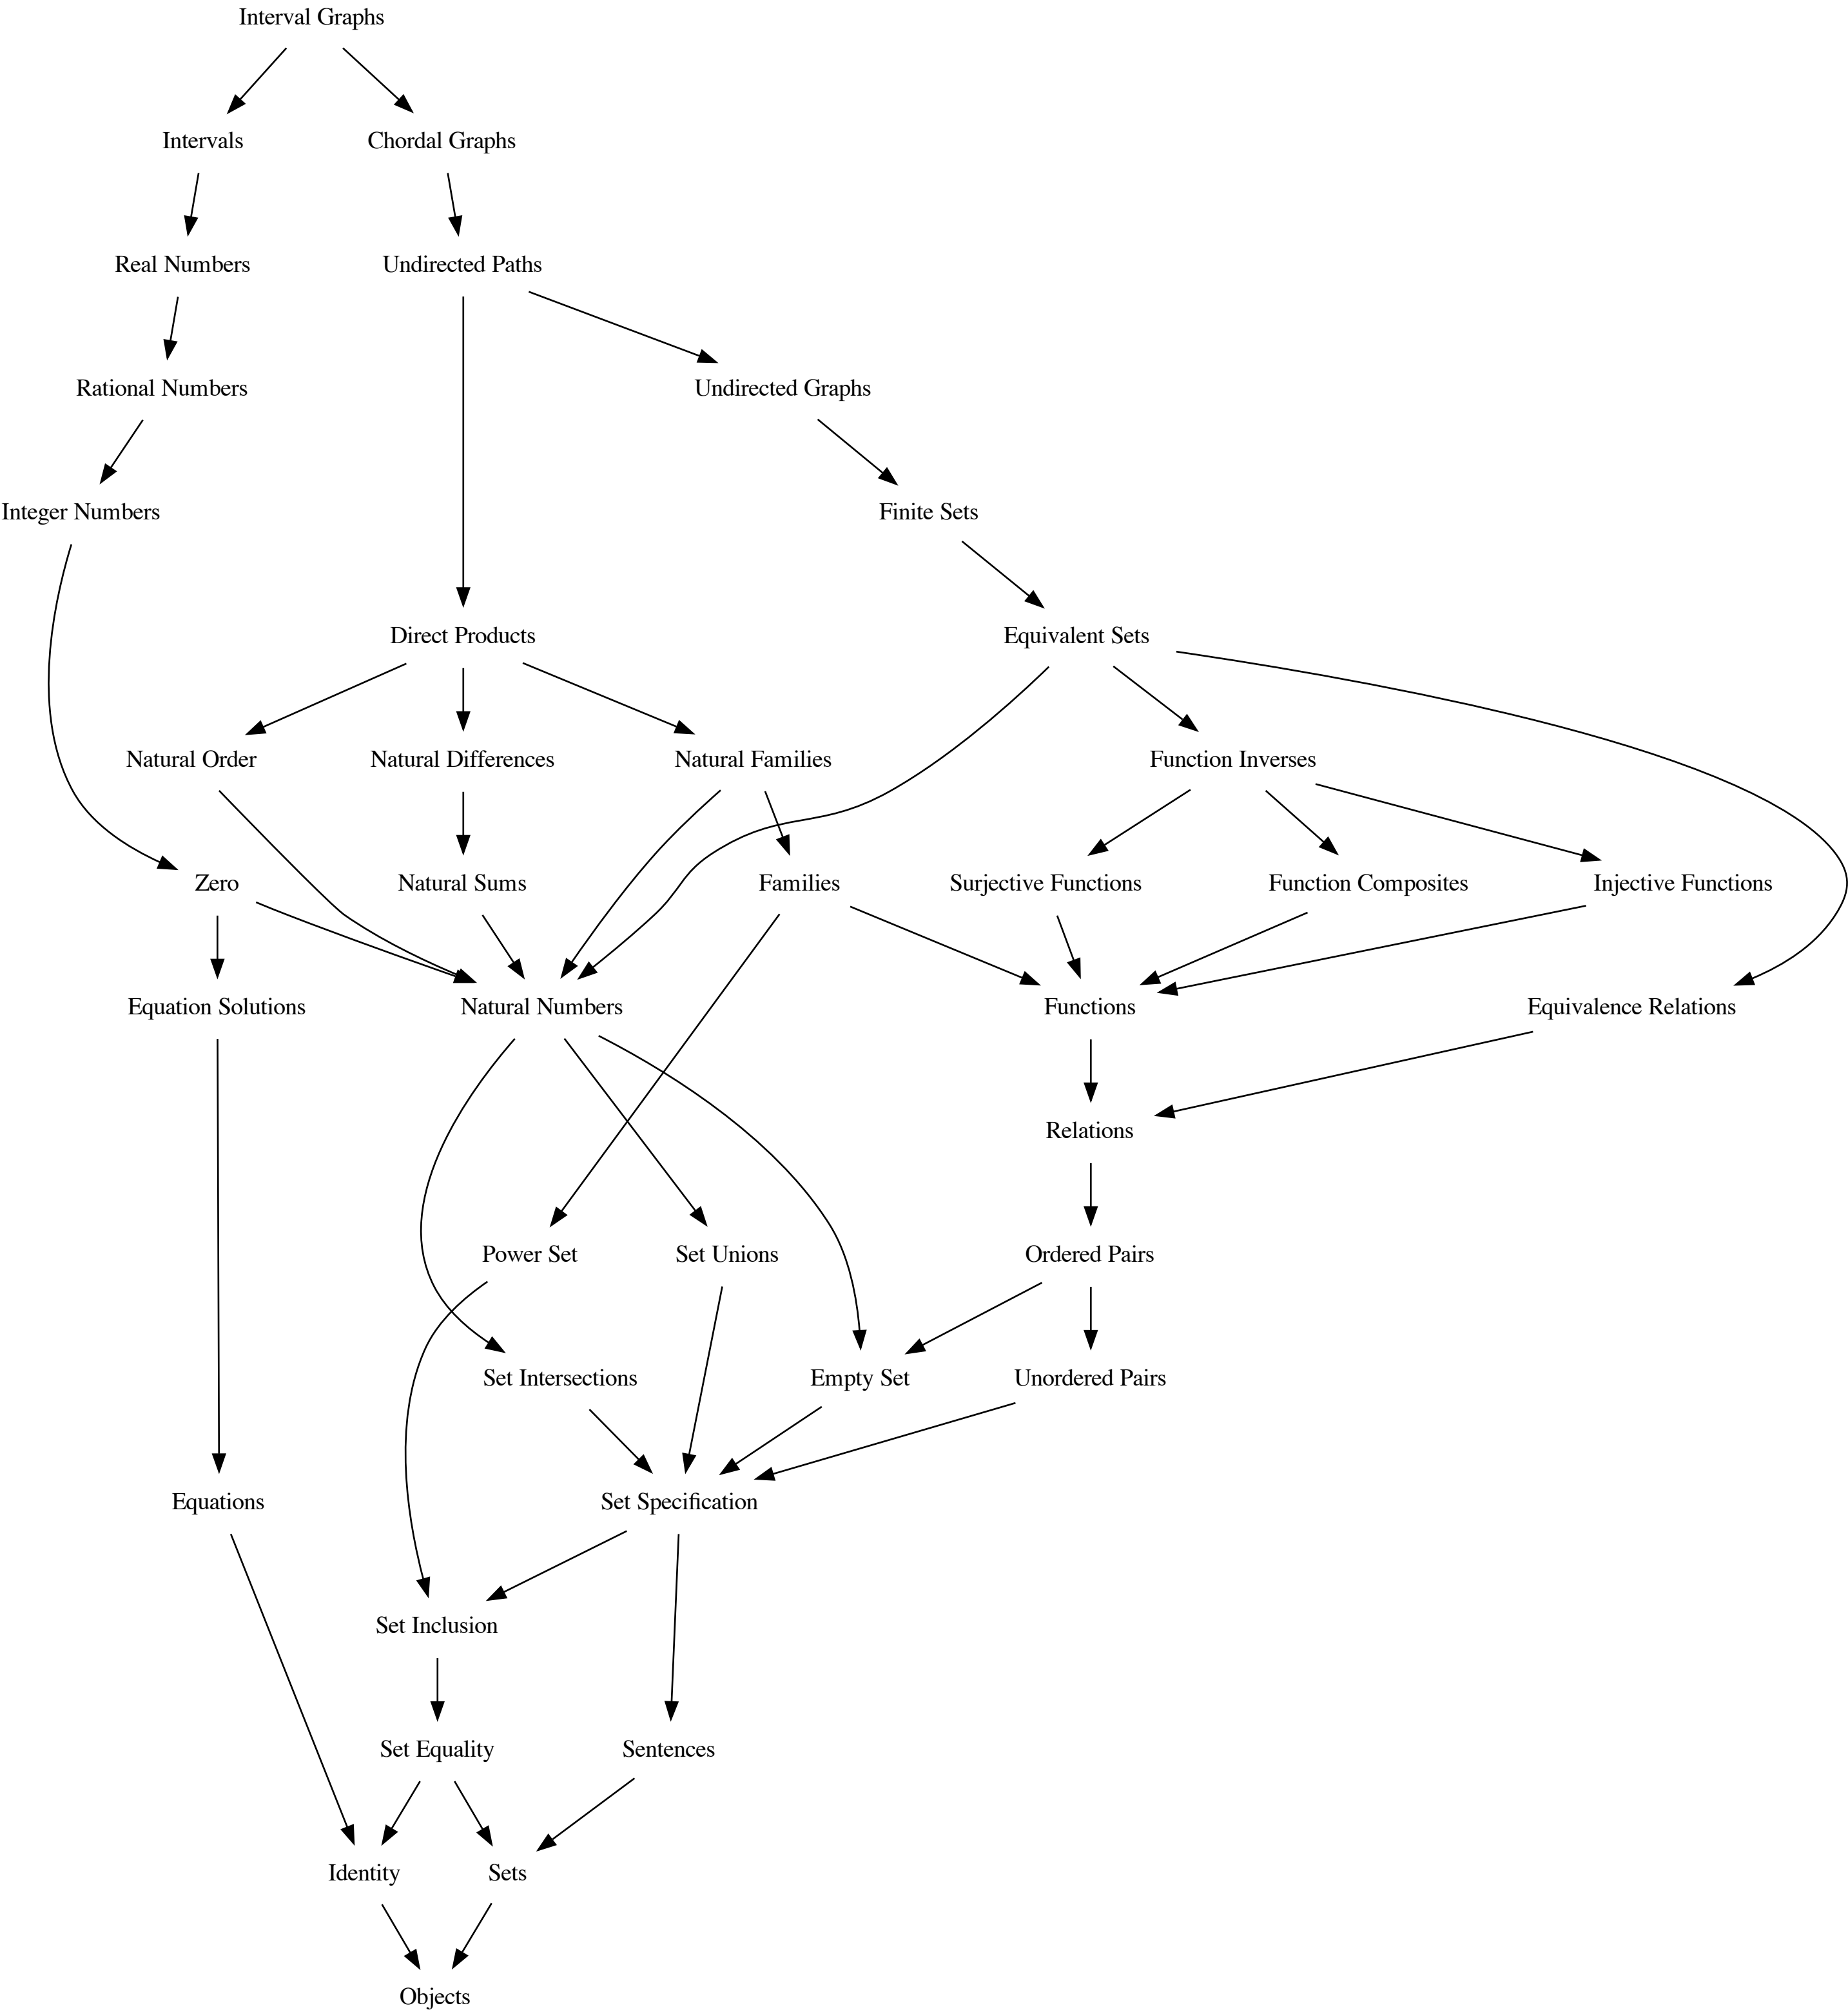 Interval Graphs
Intervals
Chordal Graphs
Real Numbers
Undirected Paths
Rational Numbers
Undirected Graphs
Integer Numbers
Finite Sets
Direct Products
Equivalent Sets
Natural Order
Natural Differences
Natural Families
Function Inverses
Zero
Natural Sums
Families
Surjective Functions
Function Composites
Injective Functions
Equation Solutions
Natural Numbers
Functions
Equivalence Relations
Relations
Power Set
Set Unions
Ordered Pairs
Set Intersections
Empty Set
Unordered Pairs
Equations
Set Specification
Set Inclusion
Set Equality
Sentences
Identity
Sets
Objects